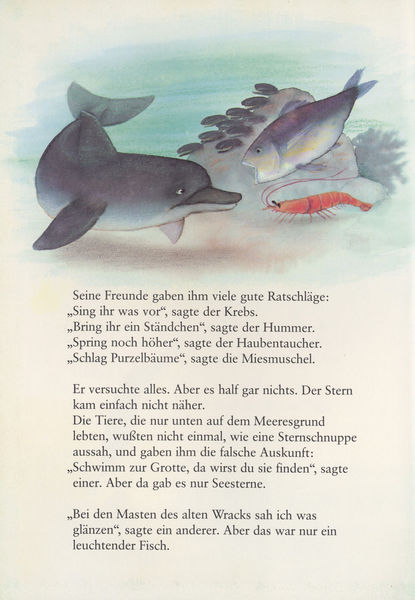 Seine Freunde gaben ihm viele gute Ratschläge:
„Sing ihr was vor“, sagte der Krebs.
„Bring ihr ein Ständchen“, sagte der Hummer.
„Spring noch höher“, sagte der Haubentaucher.
„Schlag Purzelbäume“, sagte die Miesmuschel.
Er versuchte alles. Aber es half gar nichts. Der Stern
kam einfach nicht näher.
Die Tiere, die nur unten auf dem Meeresgrund
lebten, wußten nicht einmal, wie eine Sternschnuppe
aussah, und gaben ihm die falsche Auskunft:
„Schwimm zur Grotte, da wirst du sie finden“, sagte
einer. Aber da gab es nur Seesterne.
„Bei den Masten des alten Wracks sah ich was
glänzen“, sagte ein anderer. Aber das war nur ein
leuchtender Fisch.